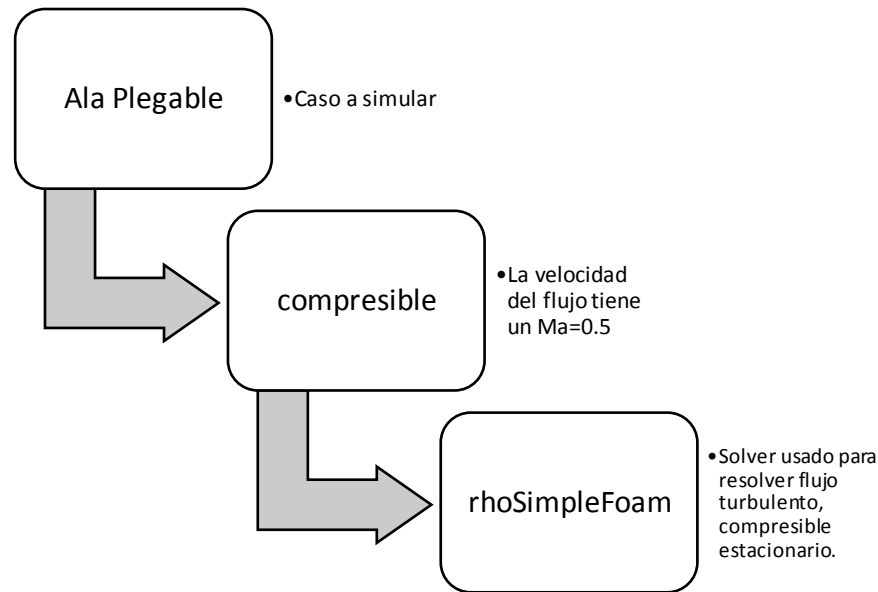 Ala Plegable
•Caso a simular
compresible
•La velocidad
del flujo tiene
un Ma=0.5
rhoSimpleFoam
•Solver usado para
resolver flujo
turbulento,
compresible
estacionario.